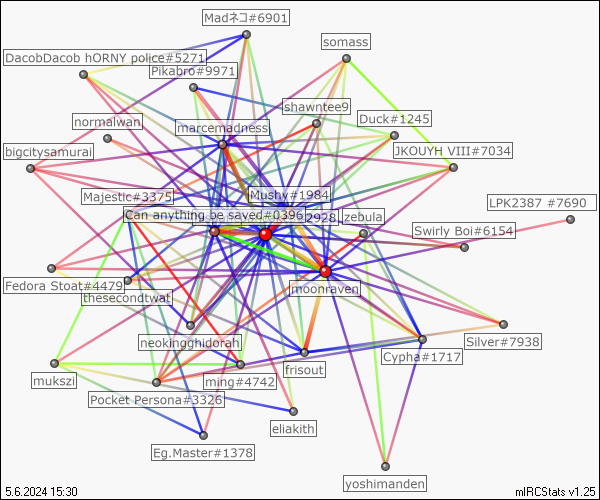 Madネコ#6901
somass
DacobDacob hORNY police#5271
Pikabro#9971
shawntee9
Duck#1245
normalwan
marcemadness
bigcitysamurai
JKOUYH VIII#7034
Majestic#3375
Mushy#1984
LPK2387 #7690
Can anything be saved#0396
2928
zebula
Swirly Boi#6154
Fedora Stoat#4479
moonraven
thesecondtwat
neokingghidorah
Silver#7938
Cypha#1717
frisout
mukszi
ming#4742
Pocket Persona#3326
eliakith
Eg.Master#1378
yoshimanden
5.6.2024 15:30
mIRCStats v1.25